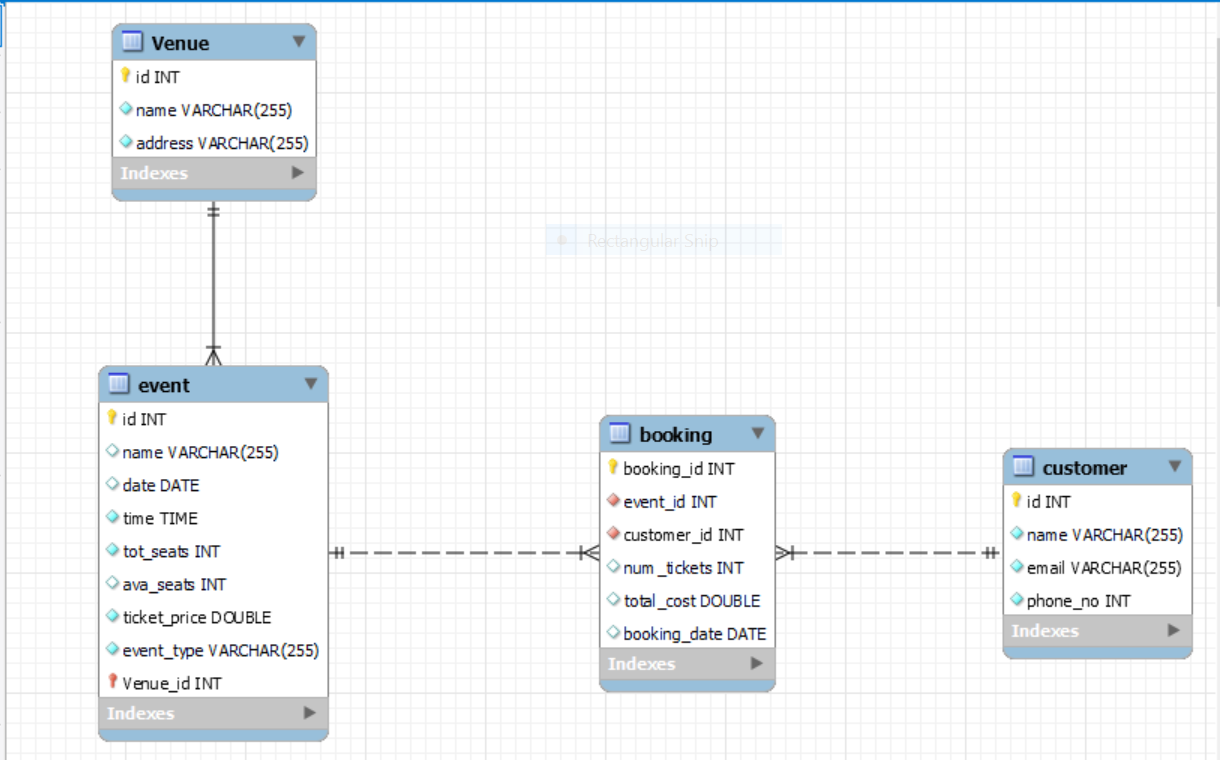 Venue
id INT
name VARCHAR(255)
address VARCHAR(255)
Indexes
Rectangular Snip
event
id INT
name VARCHAR(255)
date DATE
time TIME
tot_seats INT
ava_seats INT
ticket_price DOUBLE
event_type VARCHAR(255)
Venue_id INT
Indexes
booking
booking_id INT
event_id INT
customer_id INT
num _tickets INT
total_cost DOUBLE
booking_date DATE
Indexes
customer
id INT
name VARCHAR(255)
email VARCHAR(255)
phone_no INT
Indexes